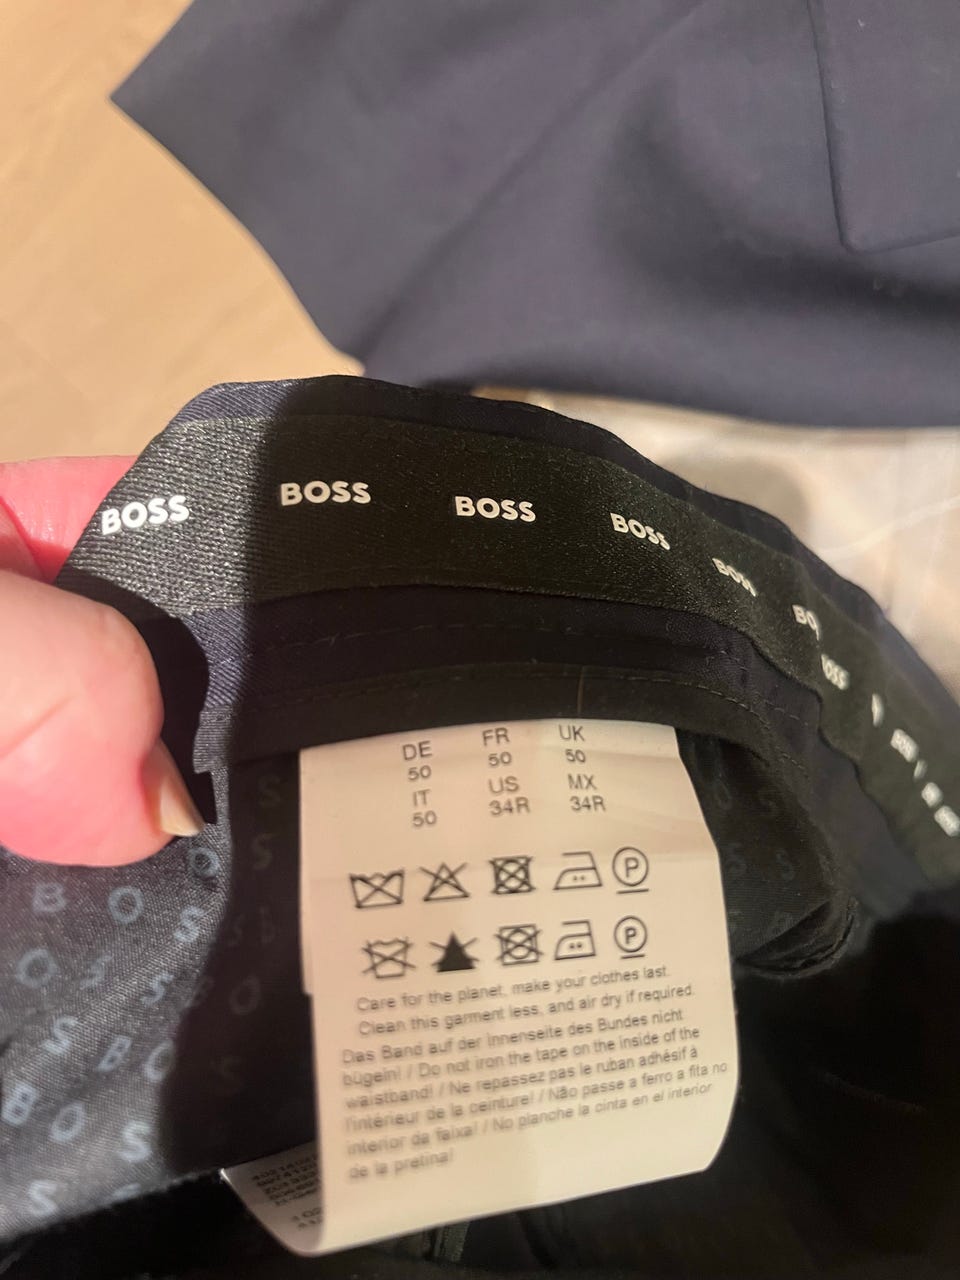 BOSS BOSS BOSS BOSS BOSS
DE FR UK
50 50 50
IT US MX
50 34R 34R
P
P
Care for the planet, make your clothes last.
Clean this garment less, and air dry if required.
Das Band auf der Innenseite des Bundes nicht
bügeln! / Do not iron the tape on the inside of the
waistband! / Ne repassez pas le ruban adhésif à
l'intérieur de la ceinture! / Não passe a ferro a fita no
interior da faixa! / No planche la cinta en el interior
de la pretina!
B O S
O S S
S B O
B O S
S